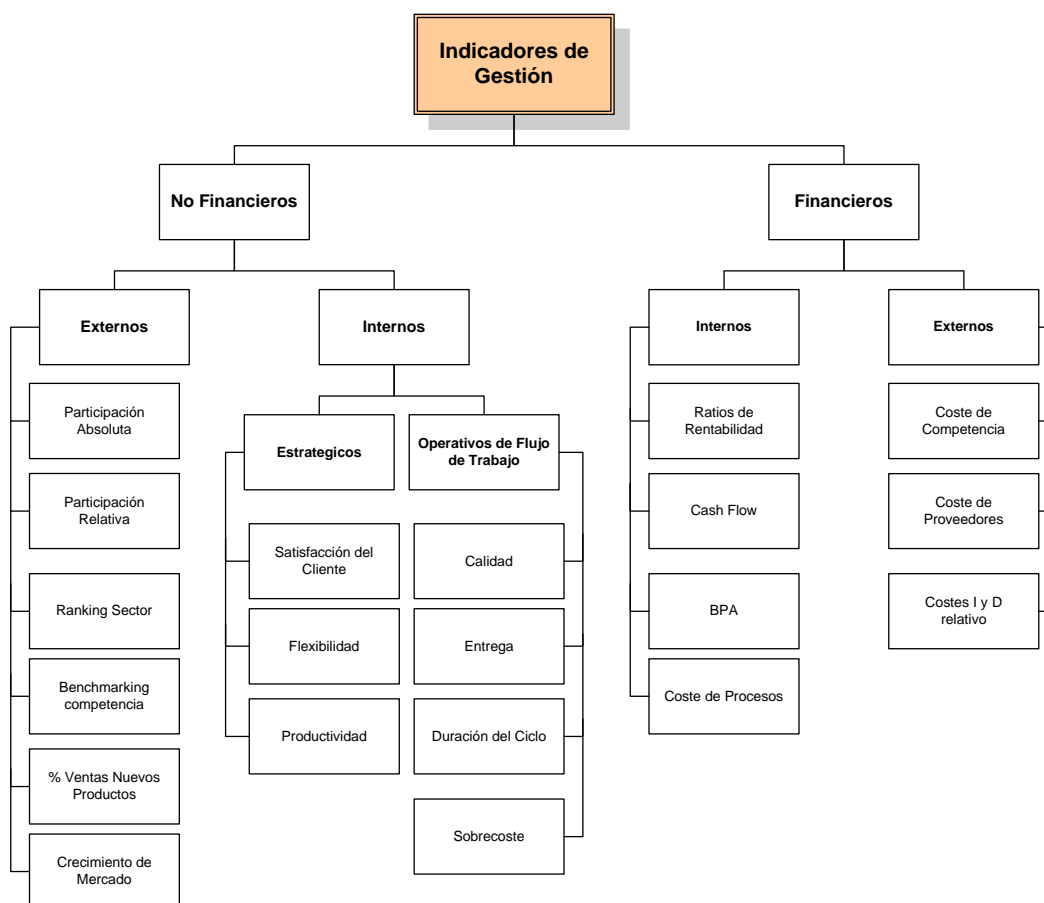 Indicadores de
Gestión
No Financieros
Financieros
Externos
Internos
Internos
Externos
Participación
Absoluta
Participación
Relativa
Ranking Sector
Benchmarking
competencia
% Ventas Nuevos
Productos
Crecimiento de
Mercado
Estrategicos
Satisfacción del
Cliente
Flexibilidad
Productividad
Operativos de Flujo
de Trabajo
Calidad
Entrega
Duración del Ciclo
Sobrecoste
Ratios de
Rentabilidad
Cash Flow
BPA
Coste de Procesos
Coste de
Competencia
Coste de
Proveedores
Costes I y D
relativo